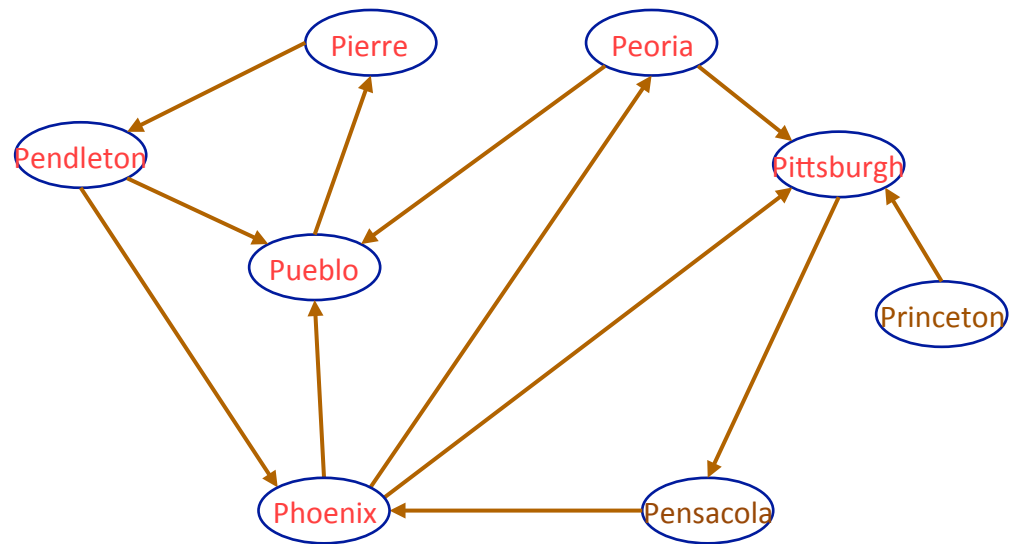 Pierre
Peoria
Pendleton
Pittsburgh
Pueblo
Princeton
Phoenix
Pensacola